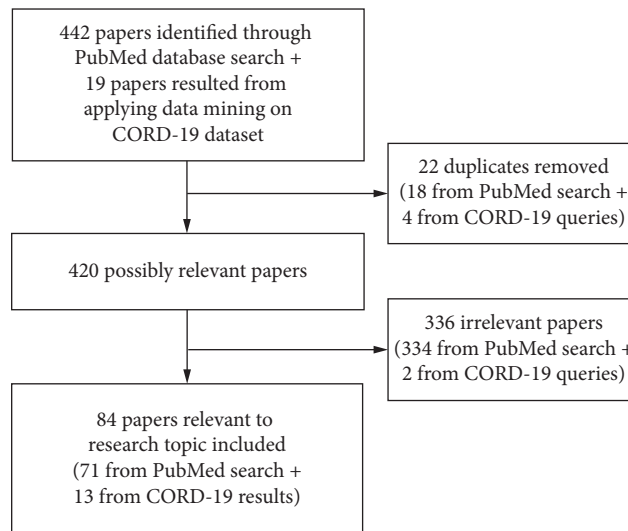 442 papers identified through
PubMed database search +
19 papers resulted from
applying data mining on
CORD-19 dataset
22 duplicates removed
(18 from PubMed search +
4 from CORD-19 queries)
420 possibly relevant papers
336 irrelevant papers
(334 from PubMed search +
2 from CORD-19 queries)
84 papers relevant to
research topic included
(71 from PubMed search +
13 from CORD-19 results)